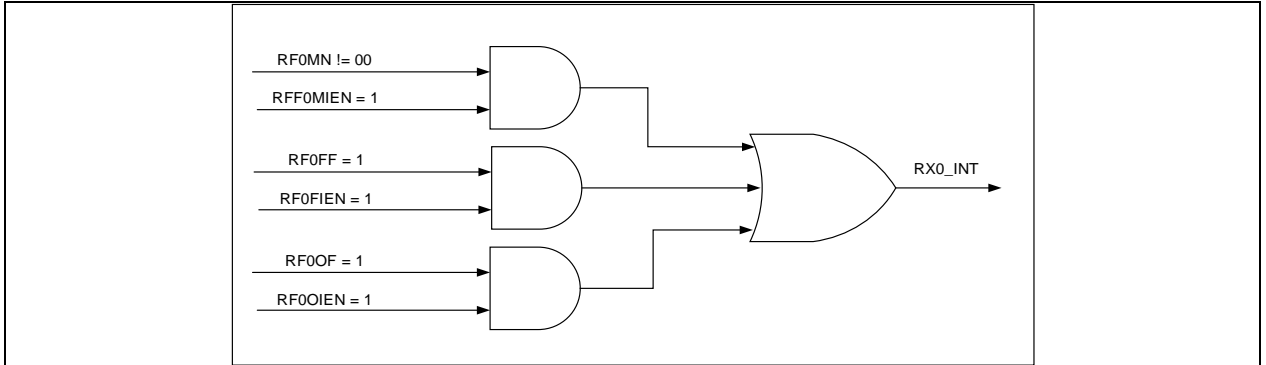 RF0MN != 00
RFF0MIEN = 1
RF0FF = 1
RF0FIEN = 1
RX0_INT
RF0OF = 1
RF0OIEN = 1